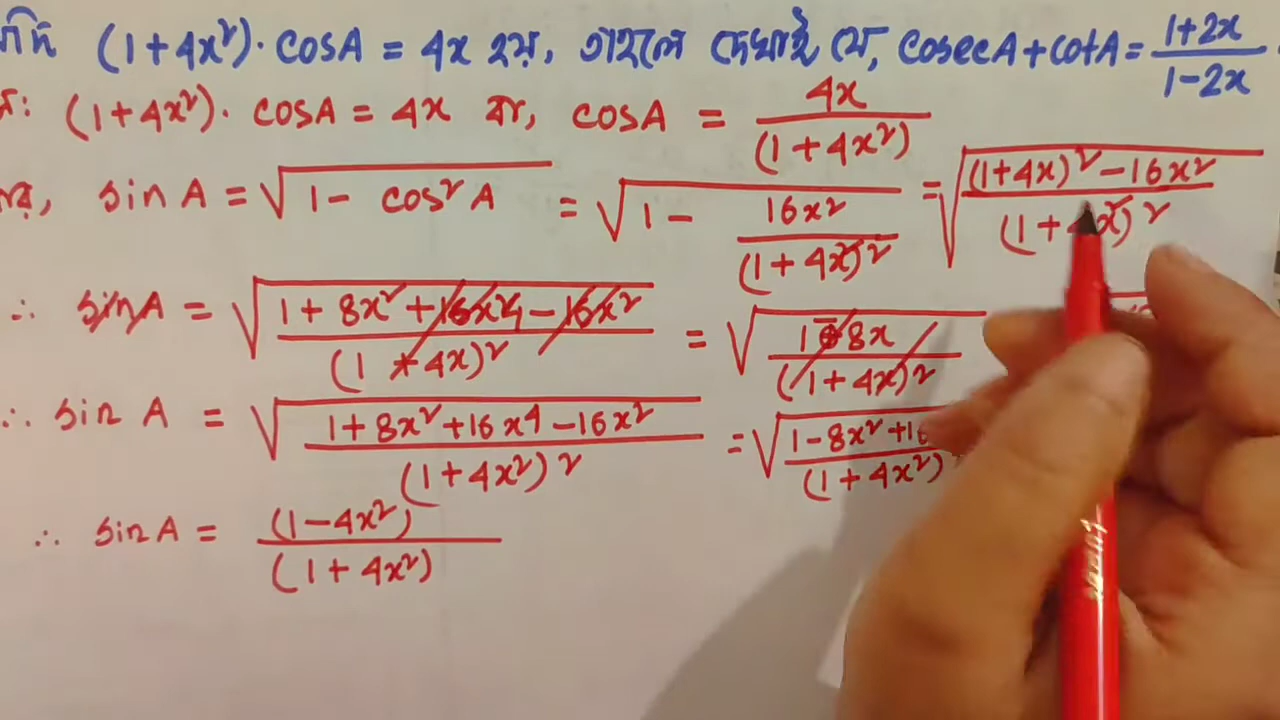 যদি (1+4x²)·cosA = 4x হয়, তাহলে দেখাই যে, cosecA+cotA = (1+2x)/(1-2x)
(1+4x²)· cosA = 4x বা, cosA = 4x/(1+4x²)
sin A = √(1- cos²A) = √(1- 16x²/(1+4x²)²) = √(((1+4x)²-16x²)/(1+4x²)²)
∴ sinA = √((1+8x²+16x4-16x²)/(1+4x)²) = √((1-8x)/(1+4x)²)
∴ sin A = √((1+8x²+16x4-16x²)/(1+4x²)²) = √((1-8x²+16)/(1+4x²))
∴ sinA = (1-4x²)/(1+4x²)